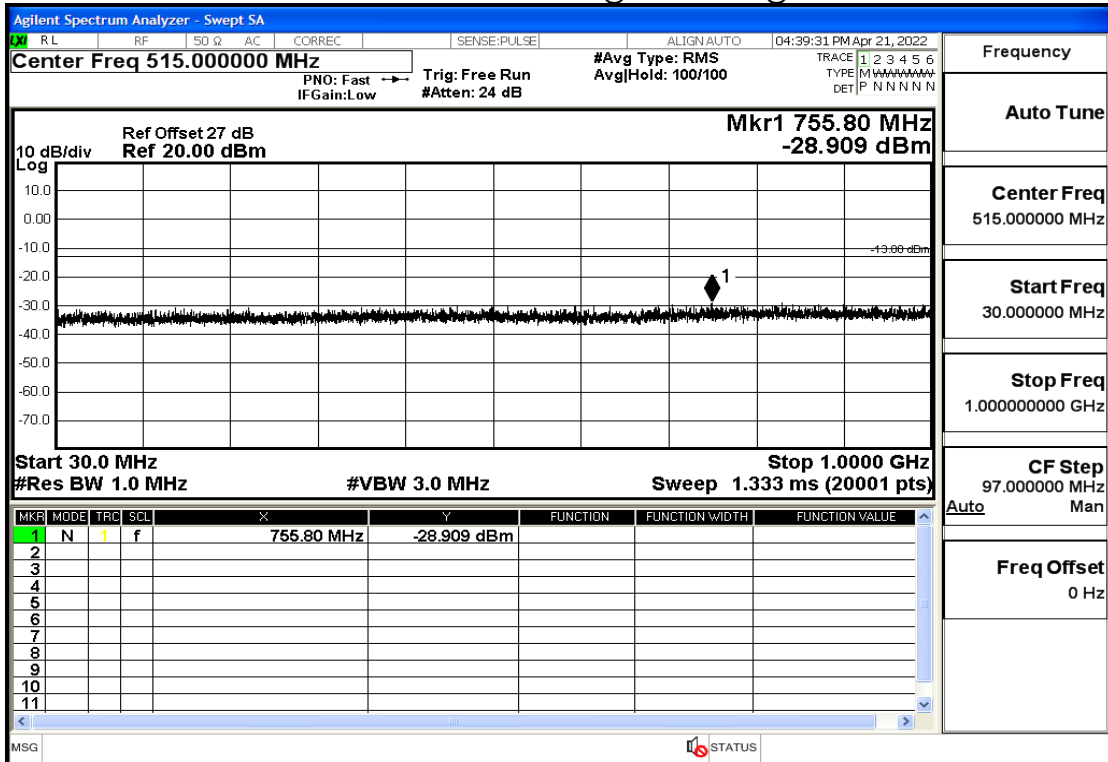 Agilent Spectrum Analyzer - Swept SA
LXI RL RF 50 Ω AC CORREC SENSE:PULSE ALIGN AUTO 04:39:31 PM Apr 21, 2022
Center Freq 515.000000 MHz
PNO: Fast
IFGain:Low
Trig: Free Run
#Atten: 24 dB
#Avg Type: RMS
Avg|Hold: 100/100
TRACE 1 2 3 4 5 6
TYPE M WWWWW
DET P N N N N N
Ref Offset 27 dB
10 dB/div Ref 20.00 dBm
Log
Mkr1 755.80 MHz
-28.909 dBm
10.0
0.00
-10.0
-13.00 dBm
-20.0
1
-30.0
-40.0
-50.0
-60.0
-70.0
Start 30.0 MHz Stop 1.0000 GHz
#Res BW 1.0 MHz #VBW 3.0 MHz Sweep 1.333 ms (20001 pts)
MKR MODE TRC SCL X Y FUNCTION FUNCTION WIDTH FUNCTION VALUE
1 N 1 f 755.80 MHz -28.909 dBm
2
3
4
5
6
7
8
9
10
11
MSG STATUS
Frequency
Auto Tune
Center Freq
515.000000 MHz
Start Freq
30.000000 MHz
Stop Freq
1.000000000 GHz
CF Step
97.000000 MHz
Auto Man
Freq Offset
0 Hz